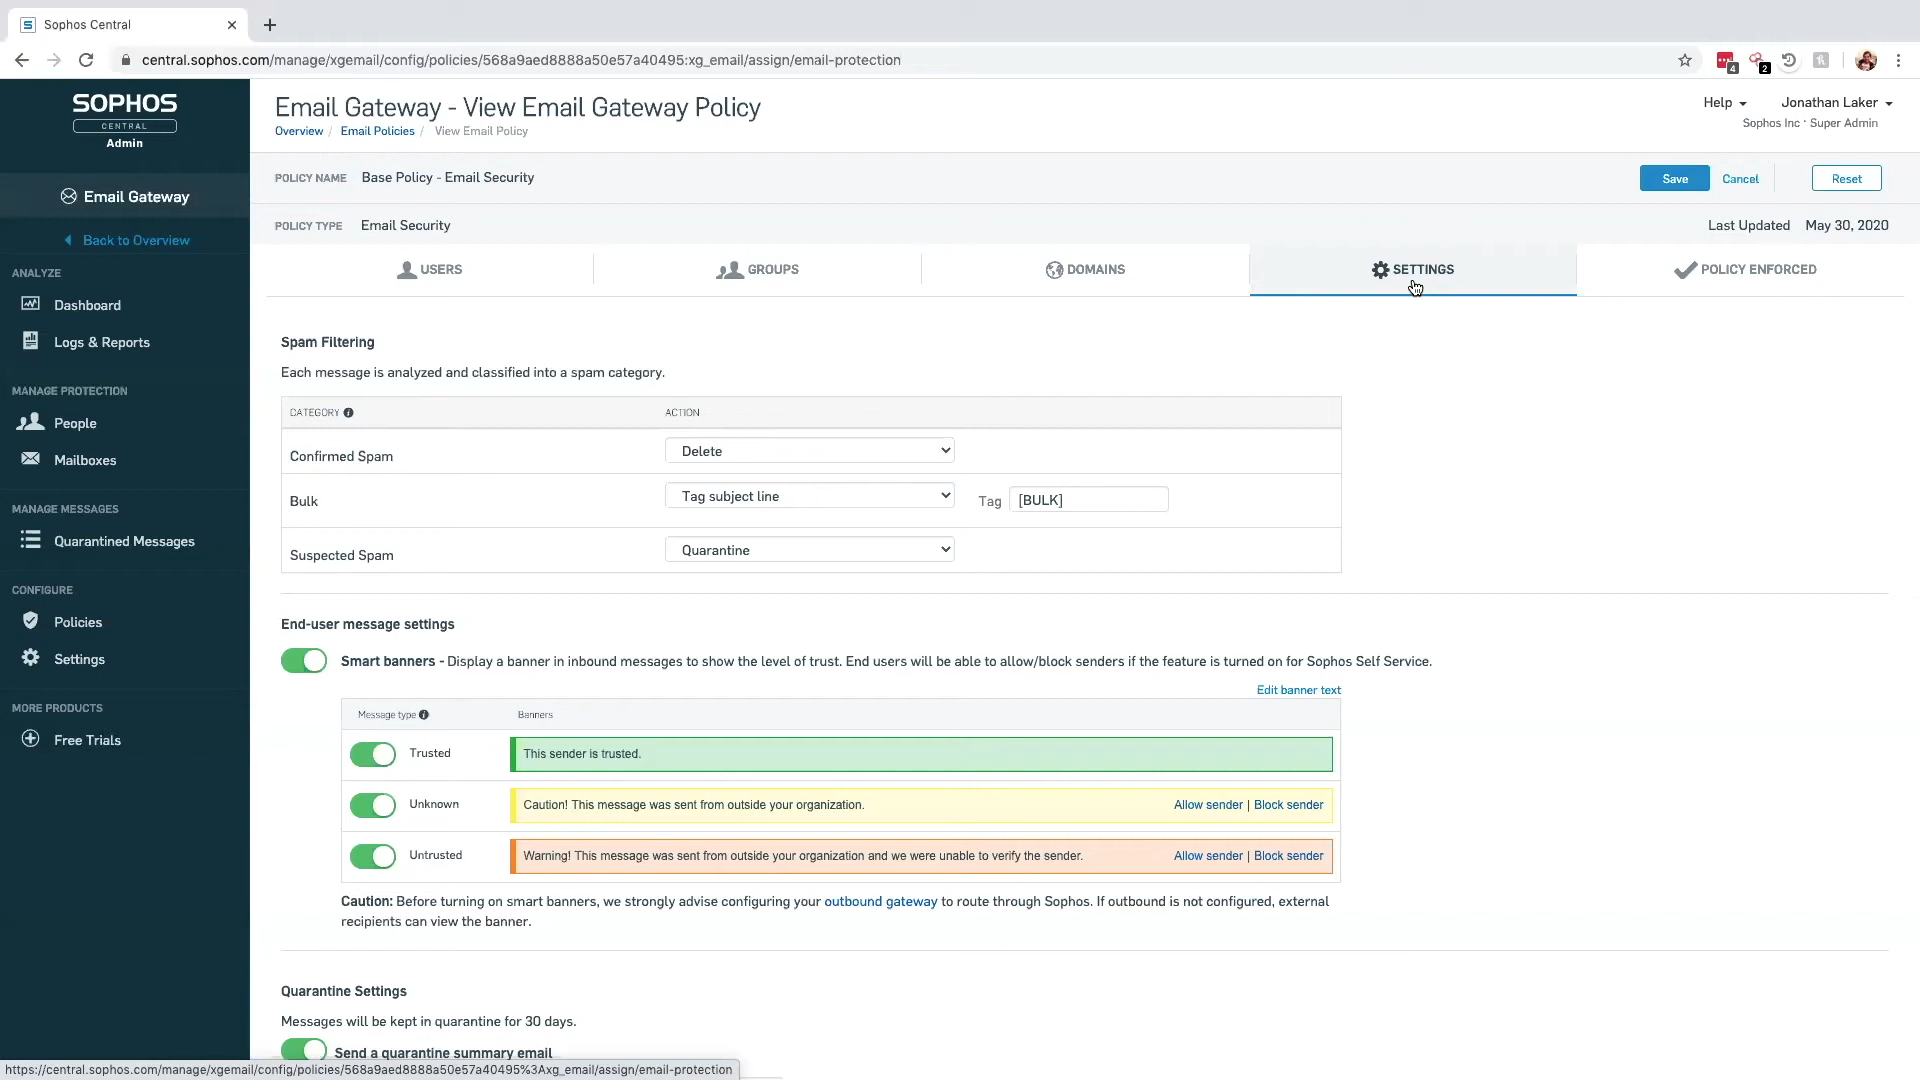 Sophos Central
central.sophos.com/manage/xgemail/config/policies/568a9aed8888a50e57a40495:xg_email/assign/email-protection
4
2
SOPHOS
CENTRAL
Admin
Email Gateway
Back to Overview
ANALYZE
Dashboard
Logs & Reports
MANAGE PROTECTION
People
Mailboxes
MANAGE MESSAGES
Quarantined Messages
CONFIGURE
Policies
Settings
MORE PRODUCTS
Free Trials
Email Gateway - View Email Gateway Policy
Overview / Email Policies / View Email Policy
Help
Jonathan Laker
Sophos Inc · Super Admin
POLICY NAME Base Policy - Email Security
Save Cancel Reset
POLICY TYPE Email Security
Last Updated May 30, 2020
USERS GROUPS DOMAINS SETTINGS POLICY ENFORCED
Spam Filtering
Each message is analyzed and classified into a spam category.
CATEGORY ACTION
Confirmed Spam Delete
Bulk Tag subject line Tag [BULK]
Suspected Spam Quarantine
End-user message settings
Smart banners - Display a banner in inbound messages to show the level of trust. End users will be able to allow/block senders if the feature is turned on for Sophos Self Service.
Edit banner text
Message type Banners
Trusted This sender is trusted.
Unknown Caution! This message was sent from outside your organization. Allow sender | Block sender
Untrusted Warning! This message was sent from outside your organization and we were unable to verify the sender. Allow sender | Block sender
Caution: Before turning on smart banners, we strongly advise configuring your outbound gateway to route through Sophos. If outbound is not configured, external
recipients can view the banner.
Quarantine Settings
Messages will be kept in quarantine for 30 days.
Send a quarantine summary email
https://central.sophos.com/manage/xgemail/config/policies/568a9aed8888a50e57a40495%3Axg_email/assign/email-protection